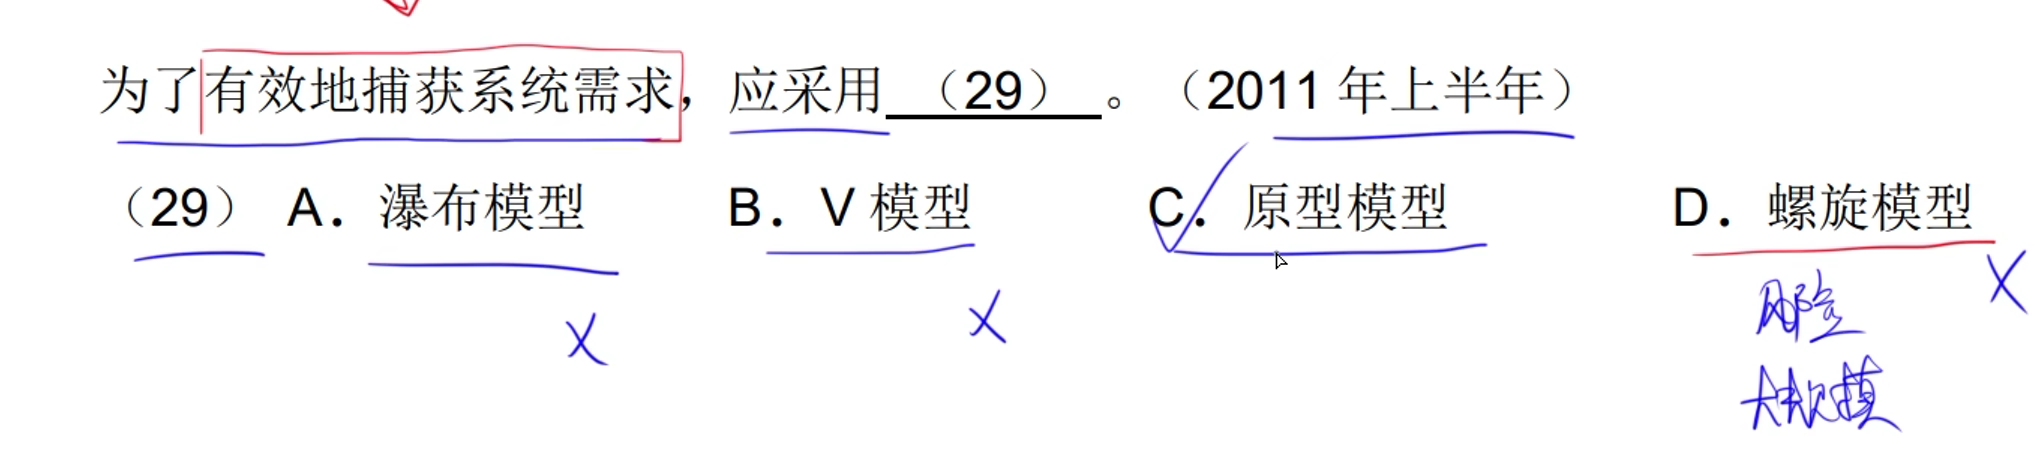 为了有效地捕获系统需求，应采用 （29） 。（2011 年上半年）
（29） A．瀑布模型 B．V 模型 C．原型模型 D．螺旋模型
风险
大规模